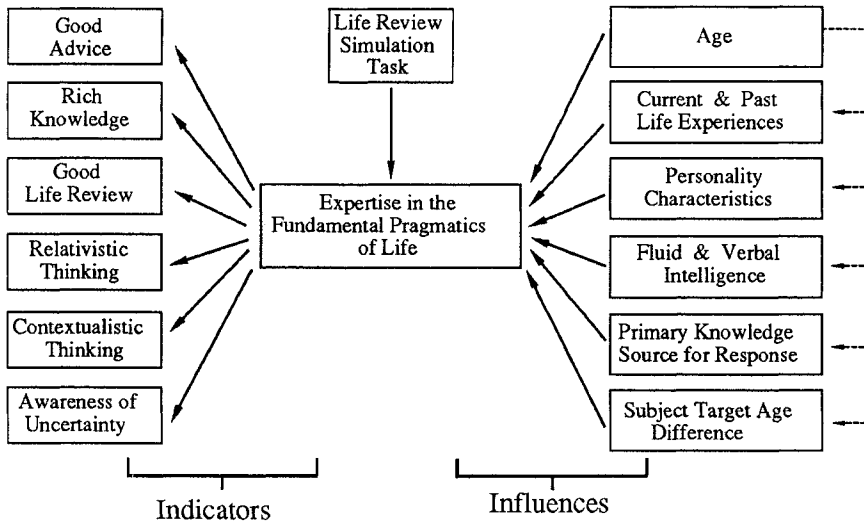 Good
Advice
Rich
Knowledge
Good
Life Review
Relativistic
Thinking
Contextualistic
Thinking
Awareness of
Uncertainty
Indicators
Life Review
Simulation
Task
Expertise in the
Fundamental Pragmatics
of Life
Age
Current & Past
Life Experiences
Personality
Characteristics
Fluid & Verbal
Intelligence
Primary Knowledge
Source for Response
Subject Target Age
Difference
Influences